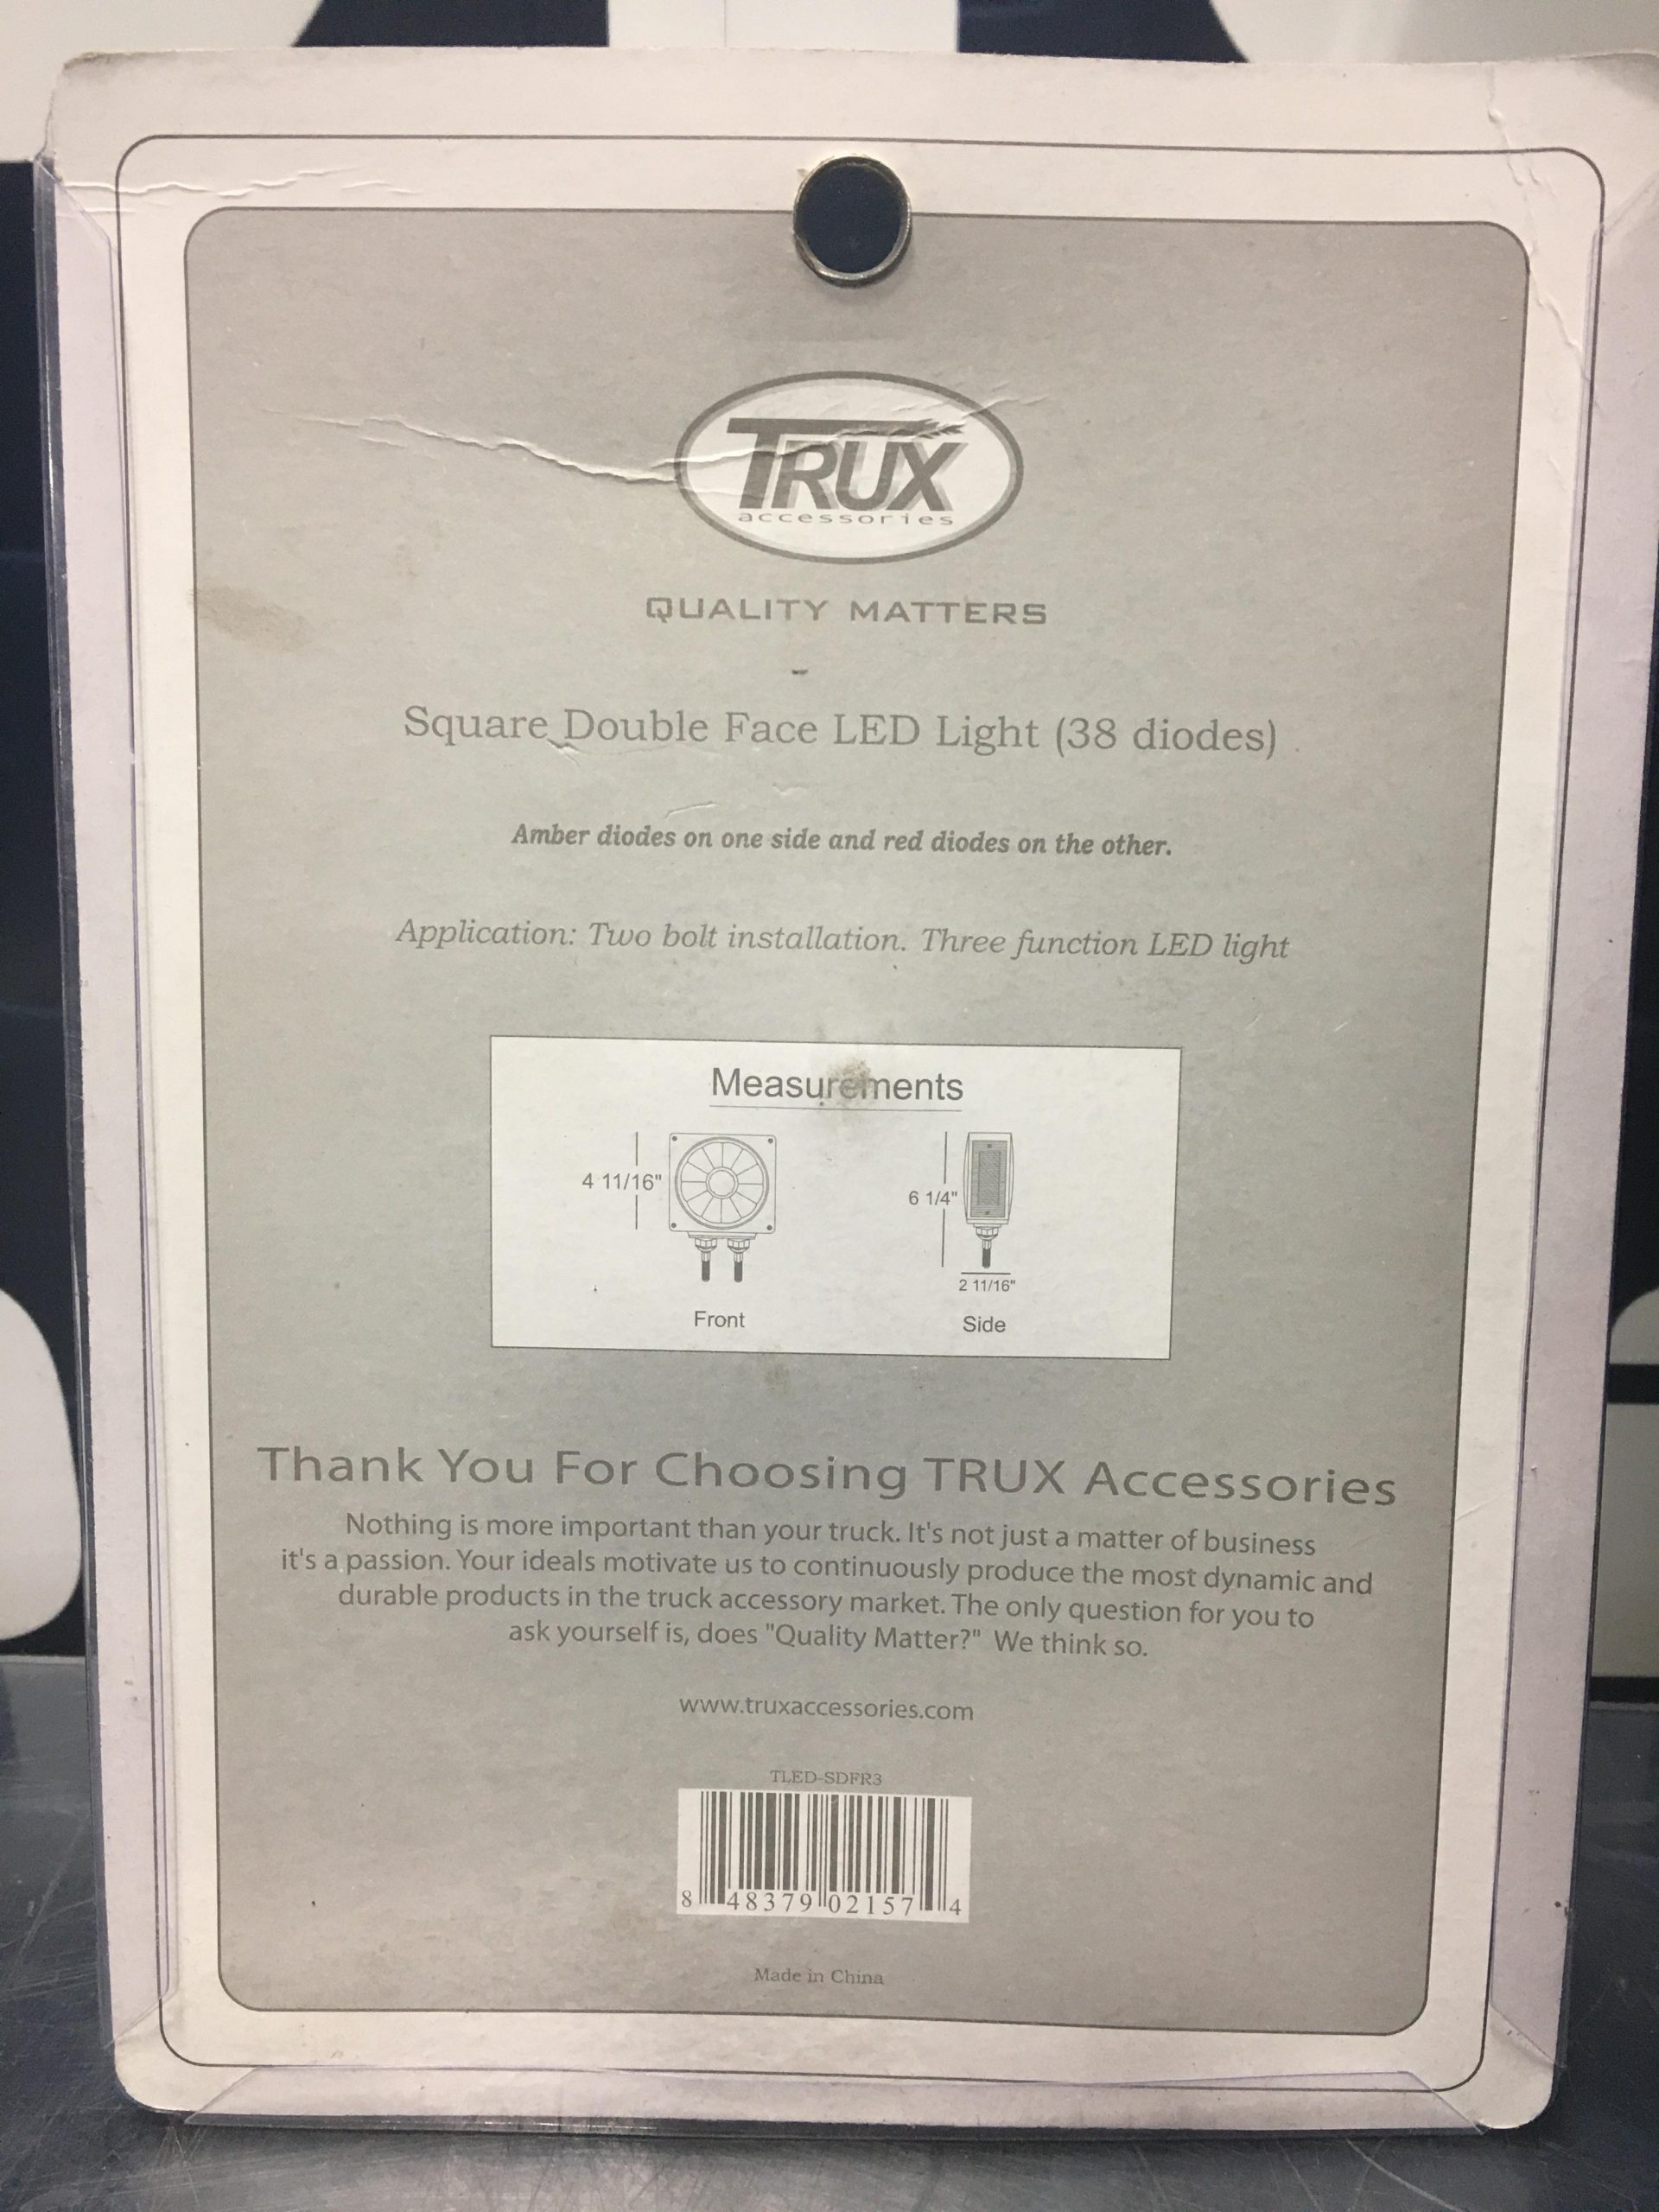 TRUX
accessories
QUALITY MATTERS
Square Double Face LED Light (38 diodes)
Amber diodes on one side and red diodes on the other.
Application: Two bolt installation. Three function LED light
Measurements
4 11/16"
6 1/4"
2 11/16"
Front
Side
Thank You For Choosing TRUX Accessories
Nothing is more important than your truck. It's not just a matter of business
it's a passion. Your ideals motivate us to continuously produce the most dynamic and
durable products in the truck accessory market. The only question for you to
ask yourself is, does "Quality Matter?" We think so.
www.truxaccessories.com
TLED-SDFR3
8 48379 02157 4
Made in China